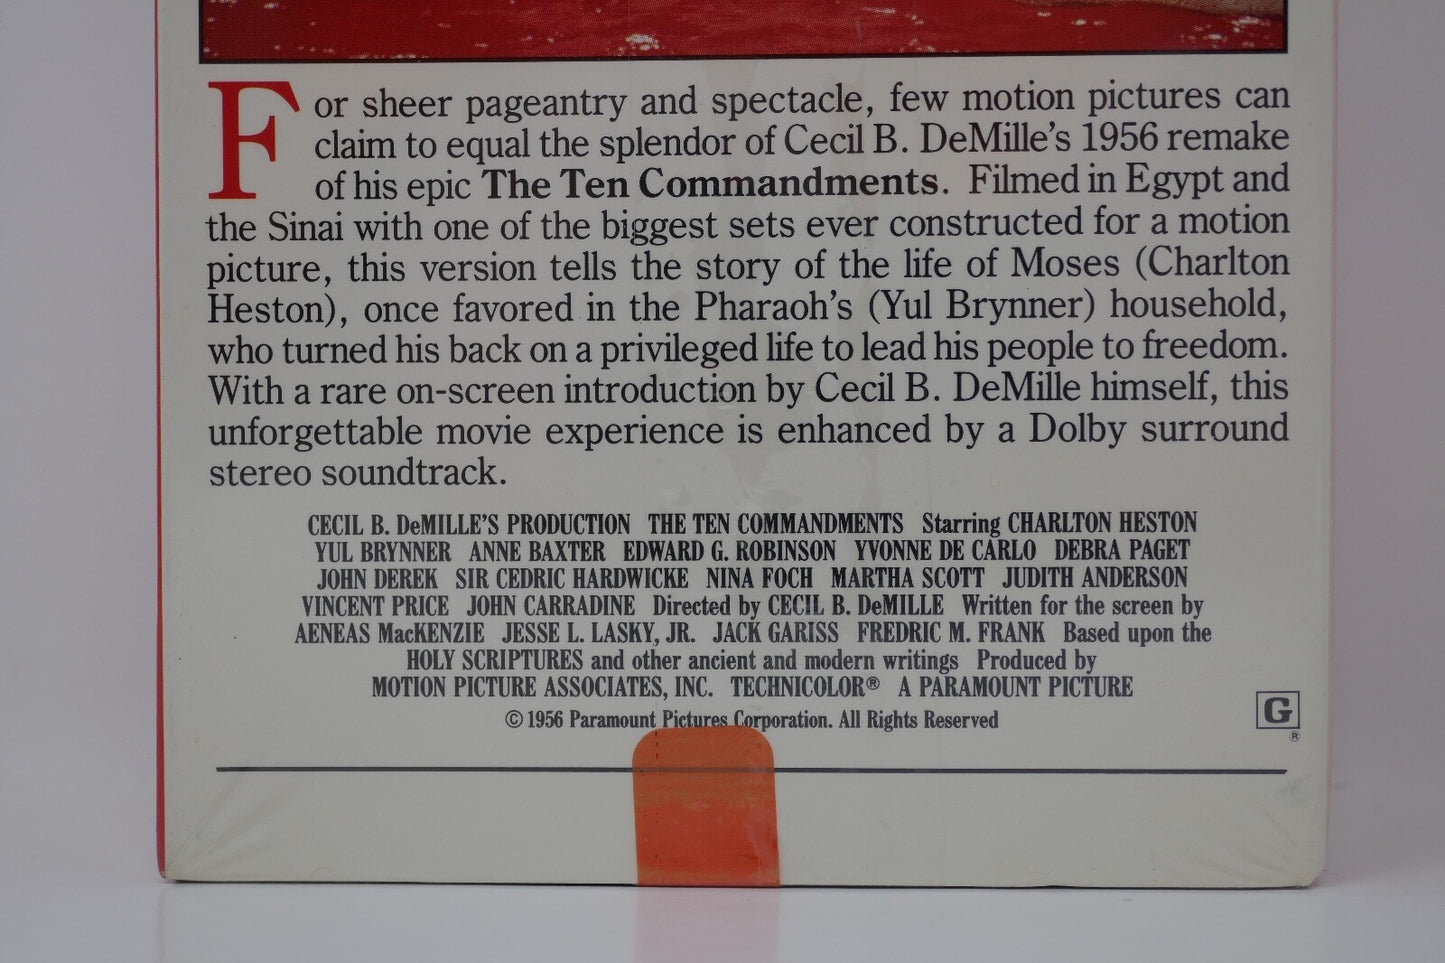 For sheer pageantry and spectacle, few motion pictures can
claim to equal the splendor of Cecil B. DeMille's 1956 remake
of his epic The Ten Commandments. Filmed in Egypt and
the Sinai with one of the biggest sets ever constructed for a motion
picture, this version tells the story of the life of Moses (Charlton
Heston), once favored in the Pharaoh's (Yul Brynner) household,
who turned his back on a privileged life to lead his people to freedom.
With a rare on-screen introduction by Cecil B. DeMille himself, this
unforgettable movie experience is enhanced by a Dolby surround
stereo soundtrack.
CECIL B. DeMILLE'S PRODUCTION THE TEN COMMANDMENTS Starring CHARLTON HESTON
YUL BRYNNER ANNE BAXTER EDWARD G. ROBINSON YVONNE DE CARLO DEBRA PAGET
JOHN DEREK SIR CEDRIC HARDWICKE NINA FOCH MARTHA SCOTT JUDITH ANDERSON
VINCENT PRICE JOHN CARRADINE Directed by CECIL B. DeMILLE Written for the screen by
AENEAS MacKENZIE JESSE L. LASKY, JR. JACK GARISS FREDRIC M. FRANK Based upon the
HOLY SCRIPTURES and other ancient and modern writings Produced by
MOTION PICTURE ASSOCIATES, INC. TECHNICOLOR® A PARAMOUNT PICTURE
© 1956 Paramount Pictures Corporation. All Rights Reserved
G
®